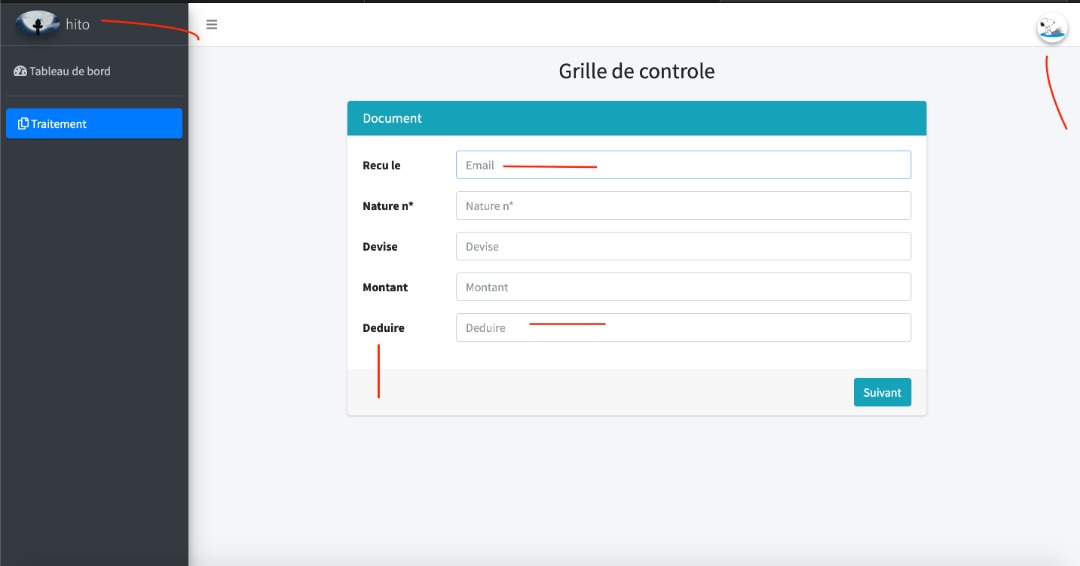 hito
Tableau de bord
Traitement
Grille de controle
Document
Recu le Email
Nature n* Nature n*
Devise Devise
Montant Montant
Deduire Deduire
Suivant